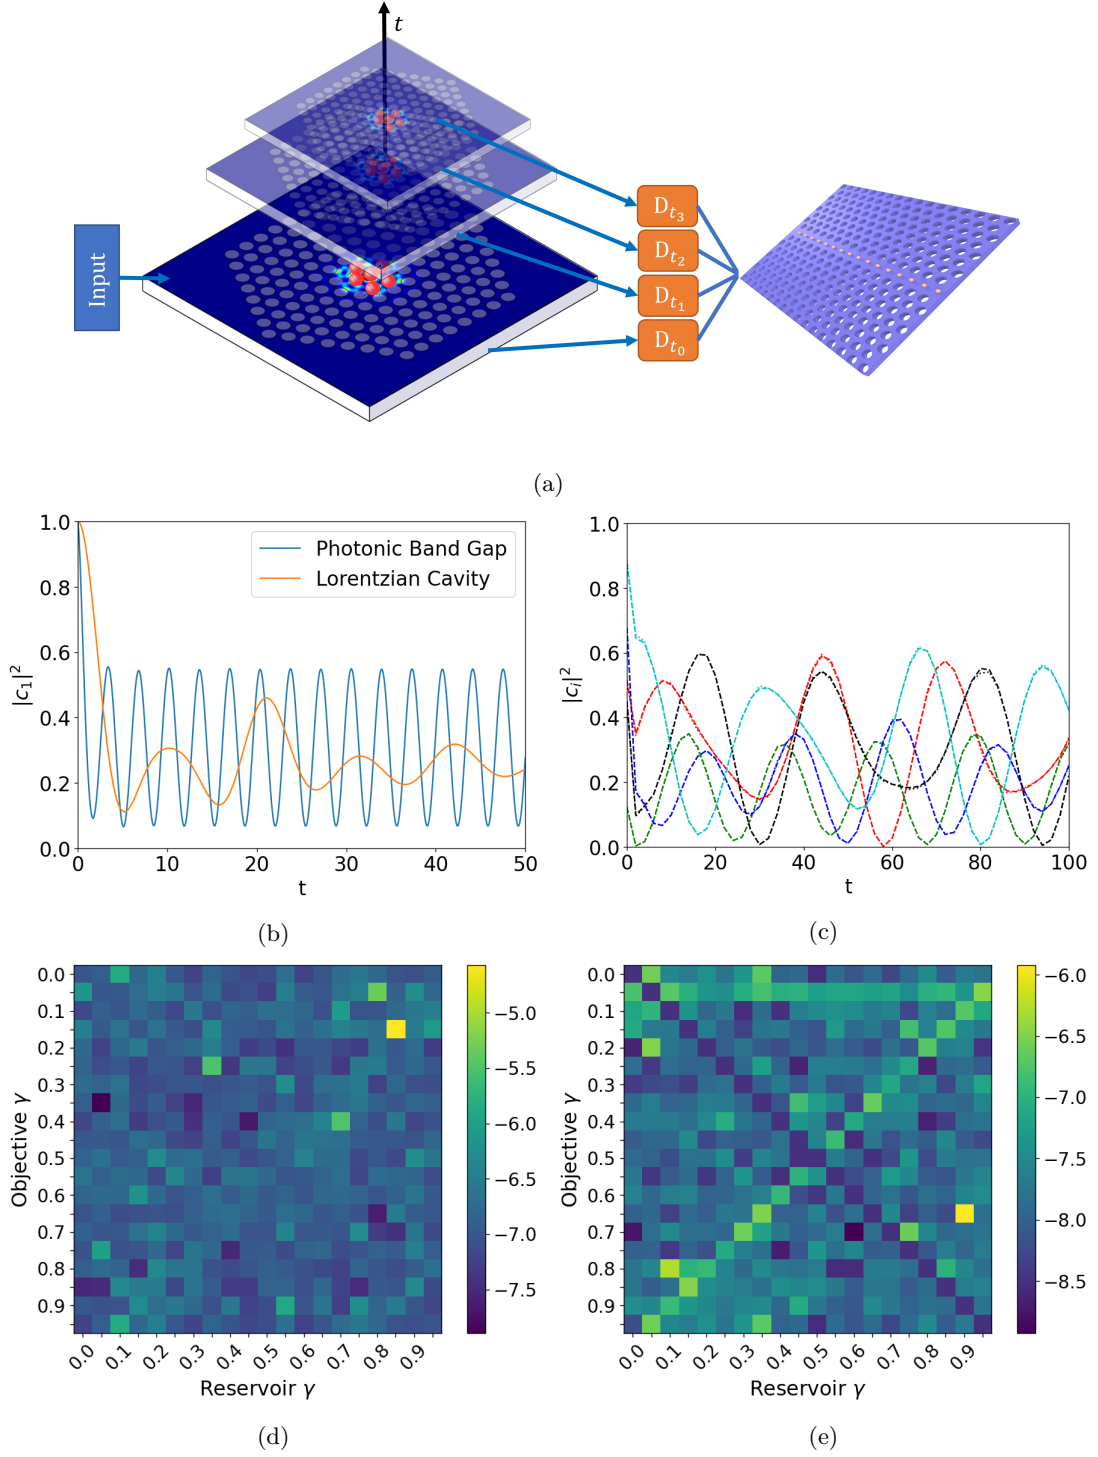 t
Input
D_{t_3}
D_{t_2}
D_{t_1}
D_{t_0}
(a)
1.0
0.8
0.6
0.4
0.2
0.0
|c_1|^2
Photonic Band Gap
Lorentzian Cavity
0 10 20 30 40 50
t
(b)
1.0
0.8
0.6
0.4
0.2
0.0
|c_i|^2
0 20 40 60 80 100
t
(c)
0.0
0.1
0.2
0.3
0.4
0.5
0.6
0.7
0.8
0.9
Objective γ
0.0 0.1 0.2 0.3 0.4 0.5 0.6 0.7 0.8 0.9
Reservoir γ
−5.0
−5.5
−6.0
−6.5
−7.0
−7.5
(d)
0.0
0.1
0.2
0.3
0.4
0.5
0.6
0.7
0.8
0.9
Objective γ
0.0 0.1 0.2 0.3 0.4 0.5 0.6 0.7 0.8 0.9
Reservoir γ
−6.0
−6.5
−7.0
−7.5
−8.0
−8.5
(e)